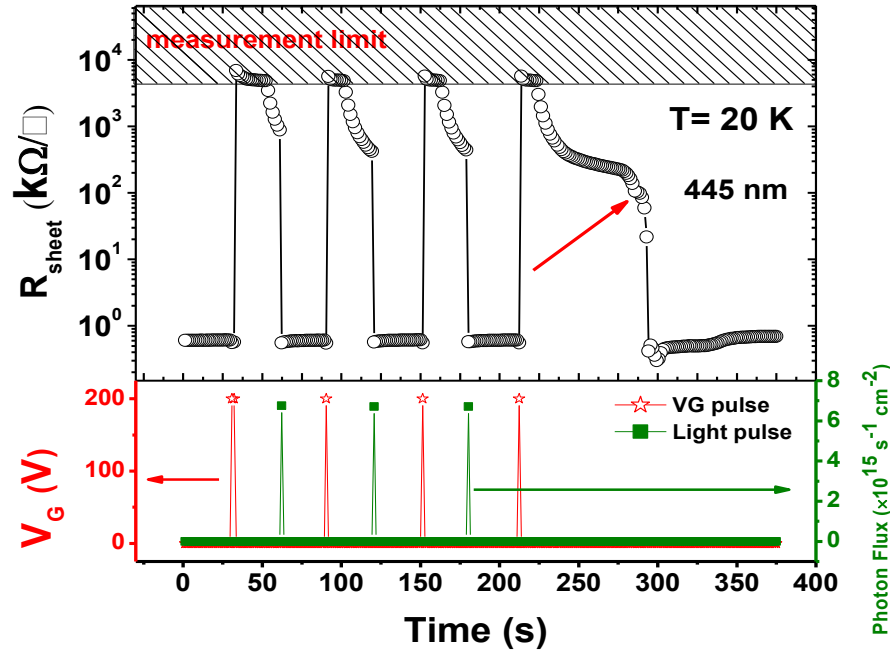 measurement limit
10⁴
10³
10²
10¹
10⁰
R_sheet (kΩ/□)
T= 20 K
445 nm
200
100
0
V_G (V)
VG pulse
Light pulse
8
6
4
2
0
Photon Flux (×10¹⁵ s⁻¹ cm⁻²)
0 50 100 150 200 250 300 350 400
Time (s)